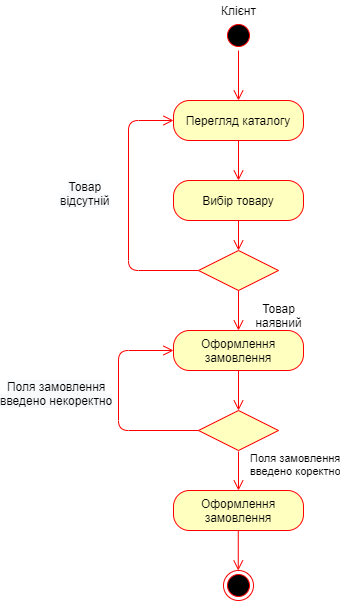 Клієнт
Перегляд каталогу
Товар
відсутній
Вибір товару
Товар
наявний
Оформлення
замовлення
Поля замовлення
введено некоректно
Поля замовлення
введено коректно
Оформлення
замовлення